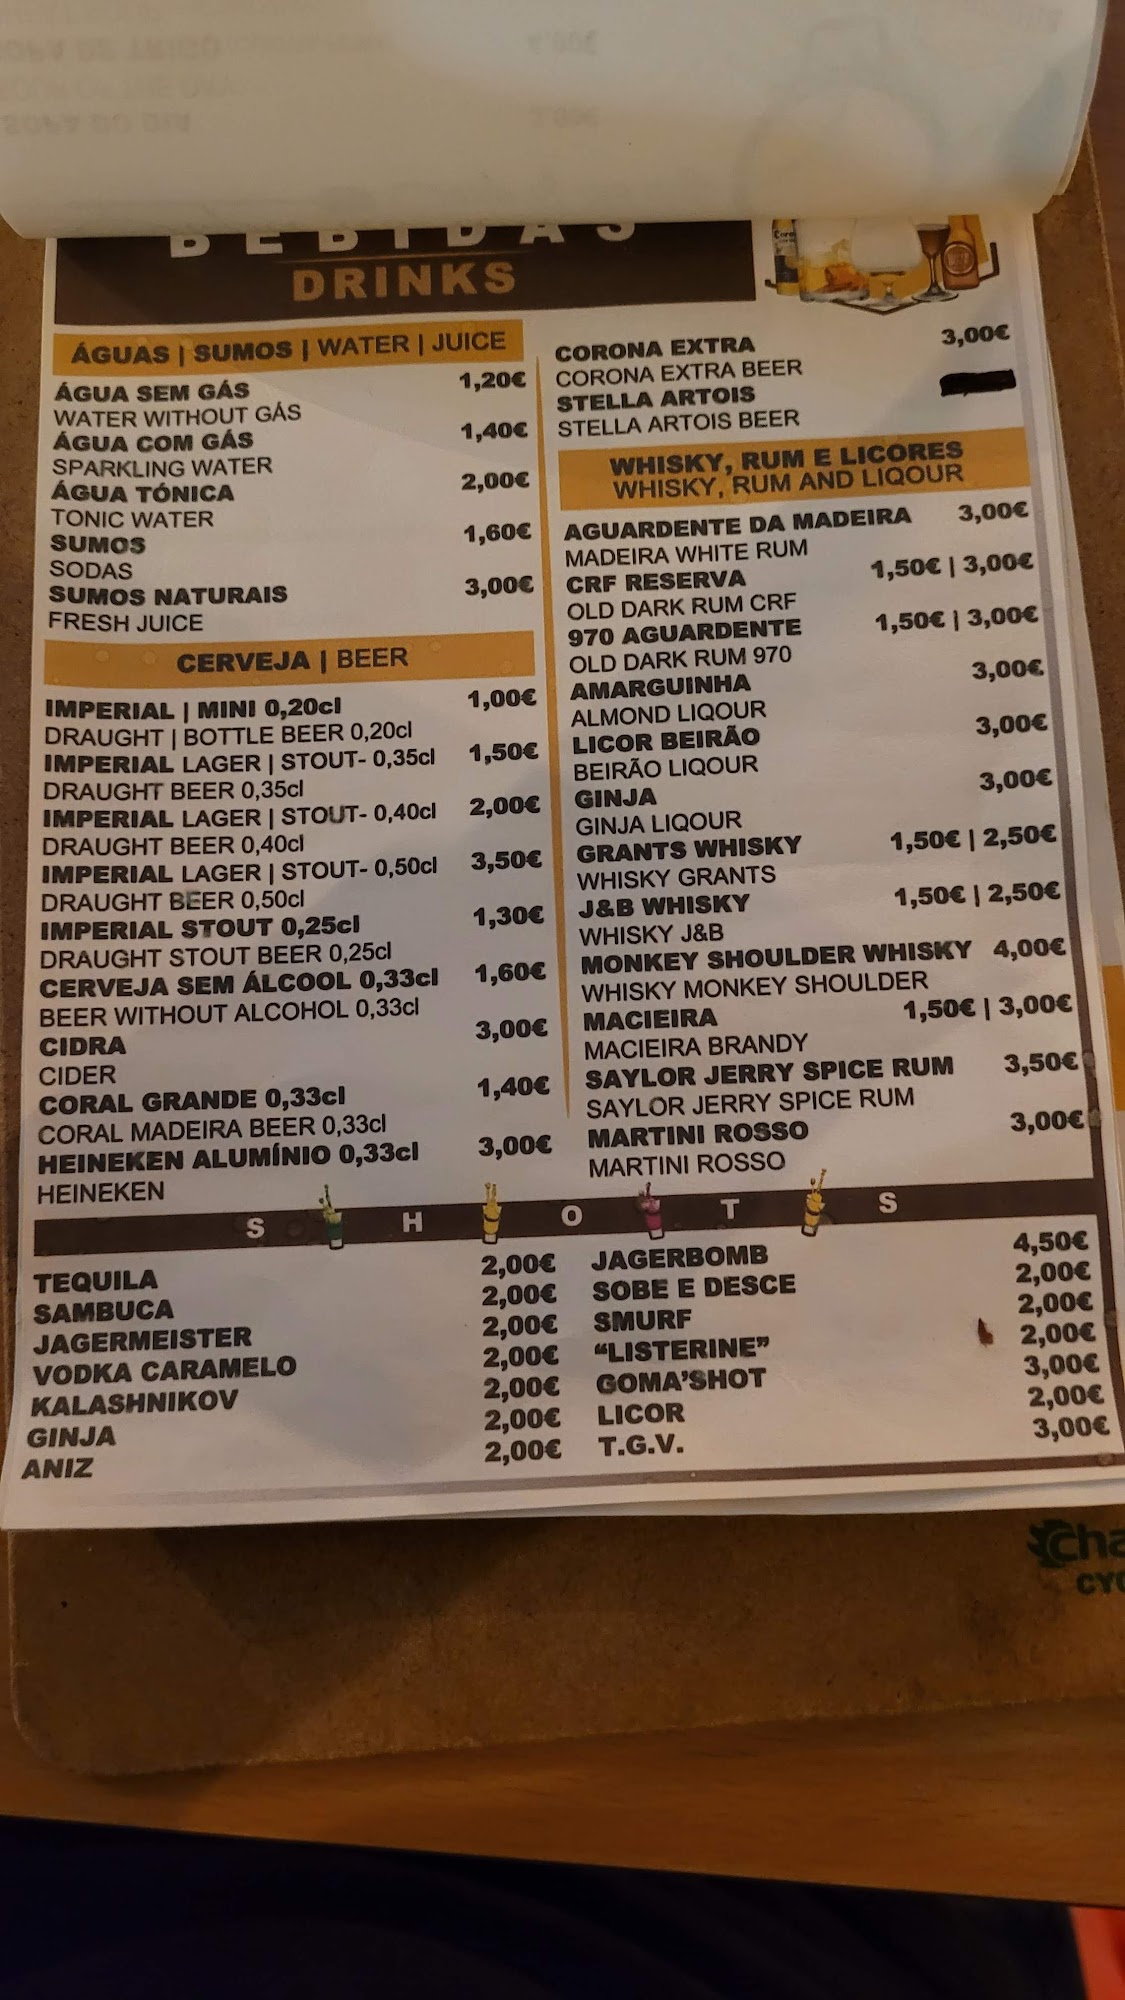 BEBIDAS
DRINKS
ÁGUAS | SUMOS | WATER | JUICE
ÁGUA SEM GÁS 1,20€
WATER WITHOUT GÁS
ÁGUA COM GÁS 1,40€
SPARKLING WATER
ÁGUA TÓNICA 2,00€
TONIC WATER
SUMOS 1,60€
SODAS
SUMOS NATURAIS 3,00€
FRESH JUICE
CERVEJA | BEER
IMPERIAL | MINI 0,20cl 1,00€
DRAUGHT | BOTTLE BEER 0,20cl
IMPERIAL LAGER | STOUT- 0,35cl 1,50€
DRAUGHT BEER 0,35cl
IMPERIAL LAGER | STOUT- 0,40cl 2,00€
DRAUGHT BEER 0,40cl
IMPERIAL LAGER | STOUT- 0,50cl 3,50€
DRAUGHT BEER 0,50cl
IMPERIAL STOUT 0,25cl 1,30€
DRAUGHT STOUT BEER 0,25cl
CERVEJA SEM ÁLCOOL 0,33cl 1,60€
BEER WITHOUT ALCOHOL 0,33cl
CIDRA 3,00€
CIDER
CORAL GRANDE 0,33cl 1,40€
CORAL MADEIRA BEER 0,33cl
HEINEKEN ALUMÍNIO 0,33cl 3,00€
HEINEKEN
CORONA EXTRA 3,00€
CORONA EXTRA BEER
STELLA ARTOIS
STELLA ARTOIS BEER
WHISKY, RUM E LICORES
WHISKY, RUM AND LIQOUR
AGUARDENTE DA MADEIRA 3,00€
MADEIRA WHITE RUM
CRF RESERVA 1,50€ | 3,00€
OLD DARK RUM CRF
970 AGUARDENTE 1,50€ | 3,00€
OLD DARK RUM 970
AMARGUINHA 3,00€
ALMOND LIQOUR
LICOR BEIRÃO 3,00€
BEIRÃO LIQOUR
GINJA 3,00€
GINJA LIQOUR
GRANTS WHISKY 1,50€ | 2,50€
WHISKY GRANTS
J&B WHISKY 1,50€ | 2,50€
WHISKY J&B
MONKEY SHOULDER WHISKY 4,00€
WHISKY MONKEY SHOULDER
MACIEIRA 1,50€ | 3,00€
MACIEIRA BRANDY
SAYLOR JERRY SPICE RUM 3,50€
SAYLOR JERRY SPICE RUM
MARTINI ROSSO 3,00€
MARTINI ROSSO
SHOTS
TEQUILA 2,00€
SAMBUCA 2,00€
JAGERMEISTER 2,00€
VODKA CARAMELO 2,00€
KALASHNIKOV 2,00€
GINJA 2,00€
ANIZ 2,00€
JAGERBOMB 4,50€
SOBE E DESCE 2,00€
SMURF 2,00€
“LISTERINE” 2,00€
GOMA’SHOT 3,00€
LICOR 2,00€
T.G.V. 3,00€